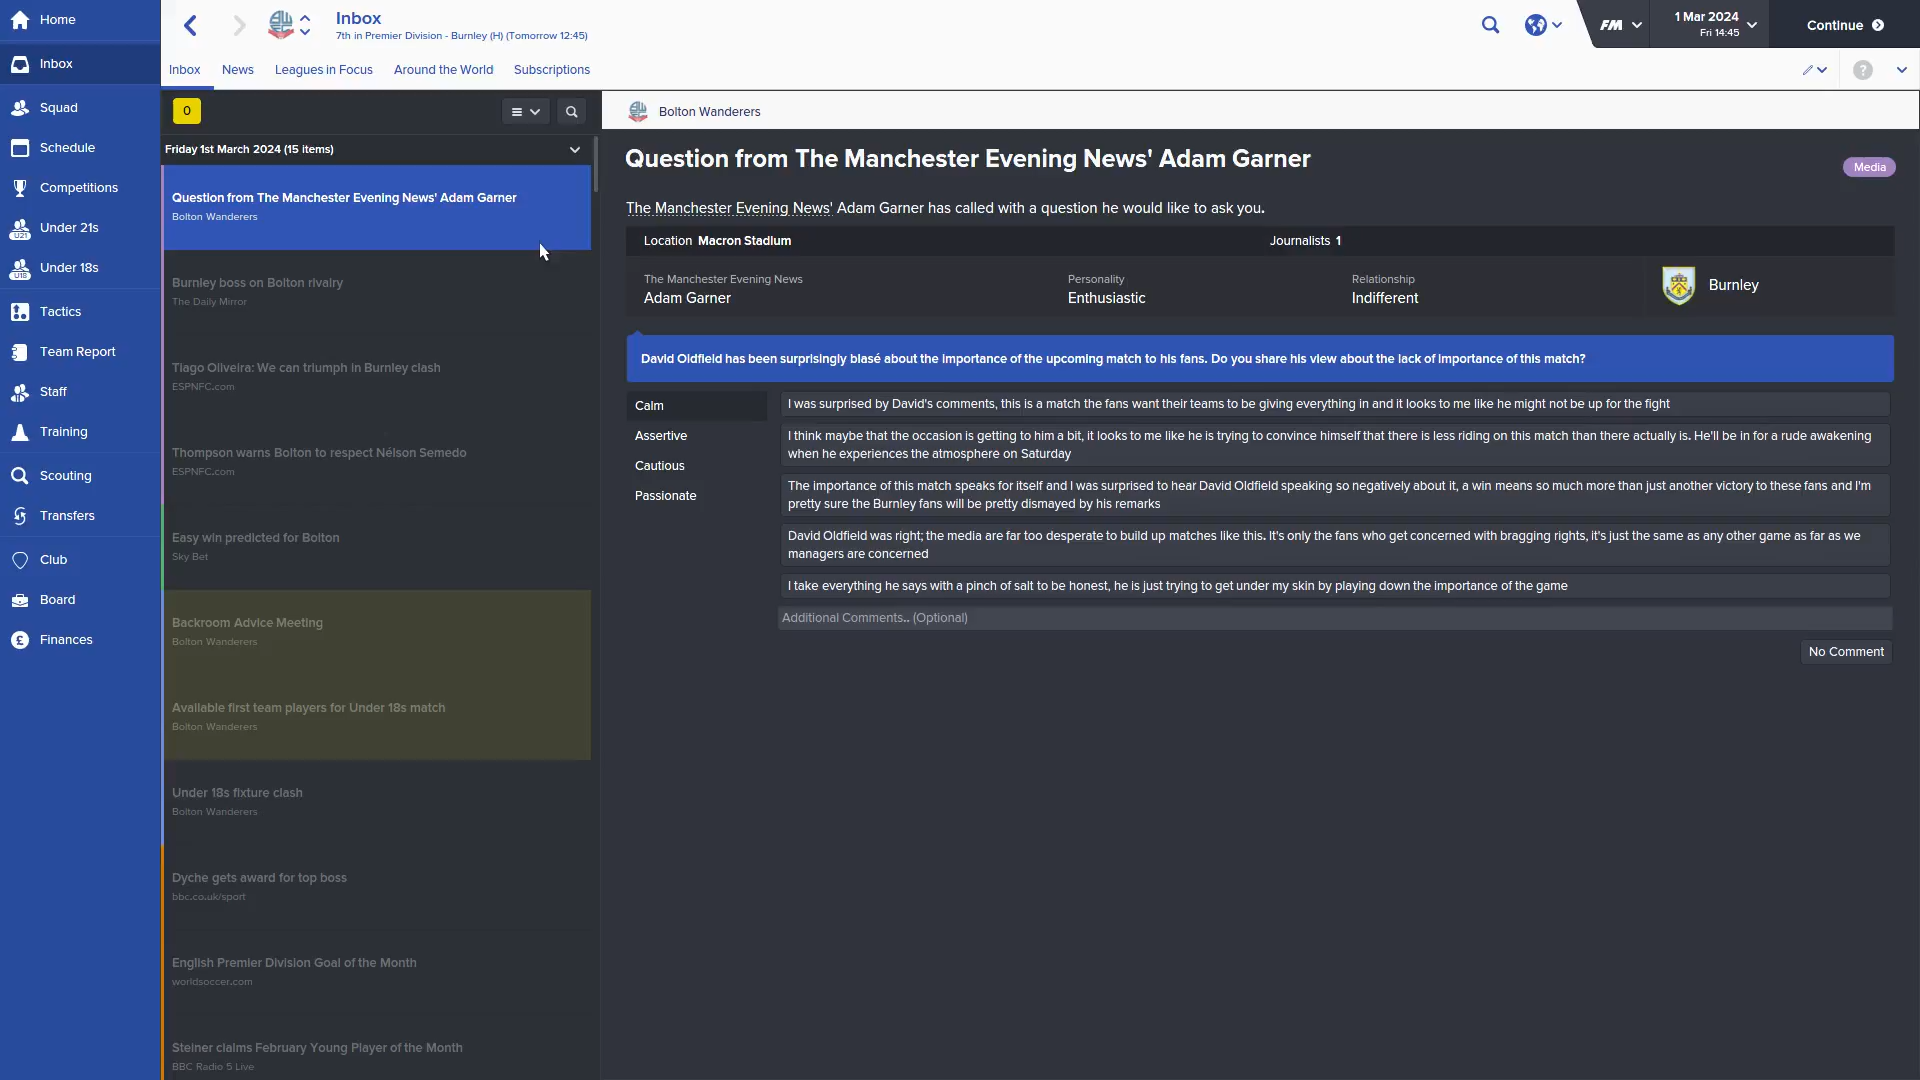 Home
Inbox
Squad
Schedule
Competitions
U21
Under 21s
U18
Under 18s
Tactics
Team Report
Staff
Training
Scouting
Transfers
Club
Board
Finances
Inbox
7th in Premier Division - Burnley (H) (Tomorrow 12:45)
FM
1 Mar 2024
Fri 14:45
Continue
Inbox
News
Leagues in Focus
Around the World
Subscriptions
?
0
Friday 1st March 2024 (15 items)
Question from The Manchester Evening News' Adam Garner
Bolton Wanderers
Burnley boss on Bolton rivalry
The Daily Mirror
Tiago Oliveira: We can triumph in Burnley clash
ESPNFC.com
Thompson warns Bolton to respect Nélson Semedo
ESPNFC.com
Easy win predicted for Bolton
Sky Bet
Backroom Advice Meeting
Bolton Wanderers
Available first team players for Under 18s match
Bolton Wanderers
Under 18s fixture clash
Bolton Wanderers
Dyche gets award for top boss
bbc.co.uk/sport
English Premier Division Goal of the Month
worldsoccer.com
Steiner claims February Young Player of the Month
BBC Radio 5 Live
Bolton Wanderers
Question from The Manchester Evening News' Adam Garner
Media
The Manchester Evening News' Adam Garner has called with a question he would like to ask you.
Location Macron Stadium
Journalists 1
The Manchester Evening News
Adam Garner
Personality
Enthusiastic
Relationship
Indifferent
Burnley
David Oldfield has been surprisingly blasé about the importance of the upcoming match to his fans. Do you share his view about the lack of importance of this match?
Calm
Assertive
Cautious
Passionate
I was surprised by David's comments, this is a match the fans want their teams to be giving everything in and it looks to me like he might not be up for the fight
I think maybe that the occasion is getting to him a bit, it looks to me like he is trying to convince himself that there is less riding on this match than there actually is. He'll be in for a rude awakening
when he experiences the atmosphere on Saturday
The importance of this match speaks for itself and I was surprised to hear David Oldfield speaking so negatively about it, a win means so much more than just another victory to these fans and I'm
pretty sure the Burnley fans will be pretty dismayed by his remarks
David Oldfield was right; the media are far too desperate to build up matches like this. It's only the fans who get concerned with bragging rights, it's just the same as any other game as far as we
managers are concerned
I take everything he says with a pinch of salt to be honest, he is just trying to get under my skin by playing down the importance of the game
Additional Comments.. (Optional)
No Comment